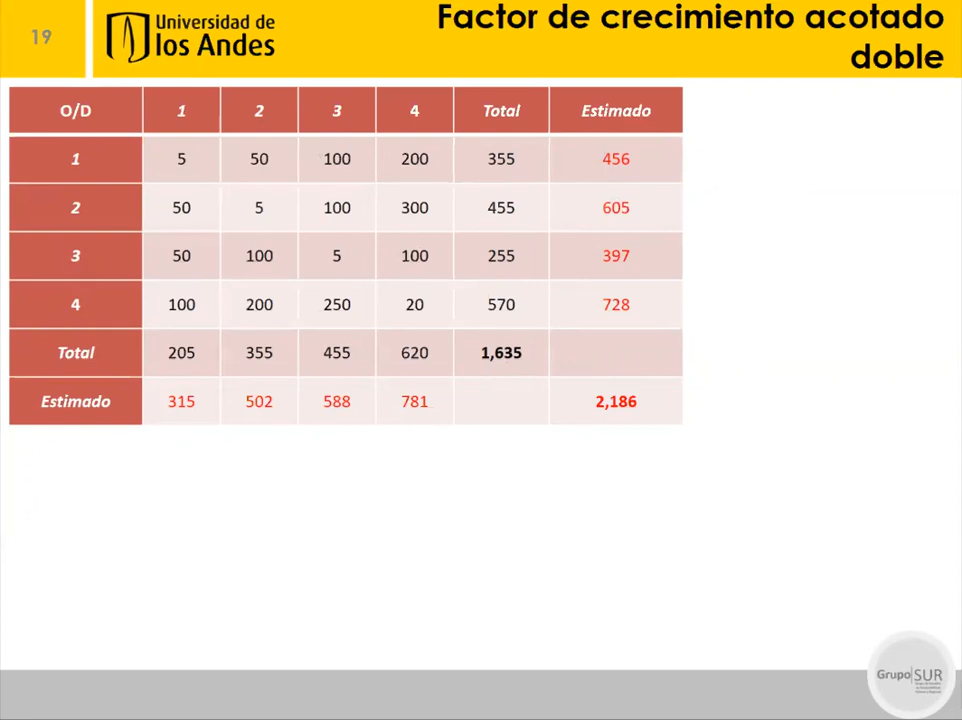 19
Universidad de
los Andes
Factor de crecimiento acotado
doble
O/D 1 2 3 4 Total Estimado
1 5 50 100 200 355 456
2 50 5 100 300 455 605
3 50 100 5 100 255 397
4 100 200 250 20 570 728
Total 205 355 455 620 1,635
Estimado 315 502 588 781 2,186
Grupo SUR